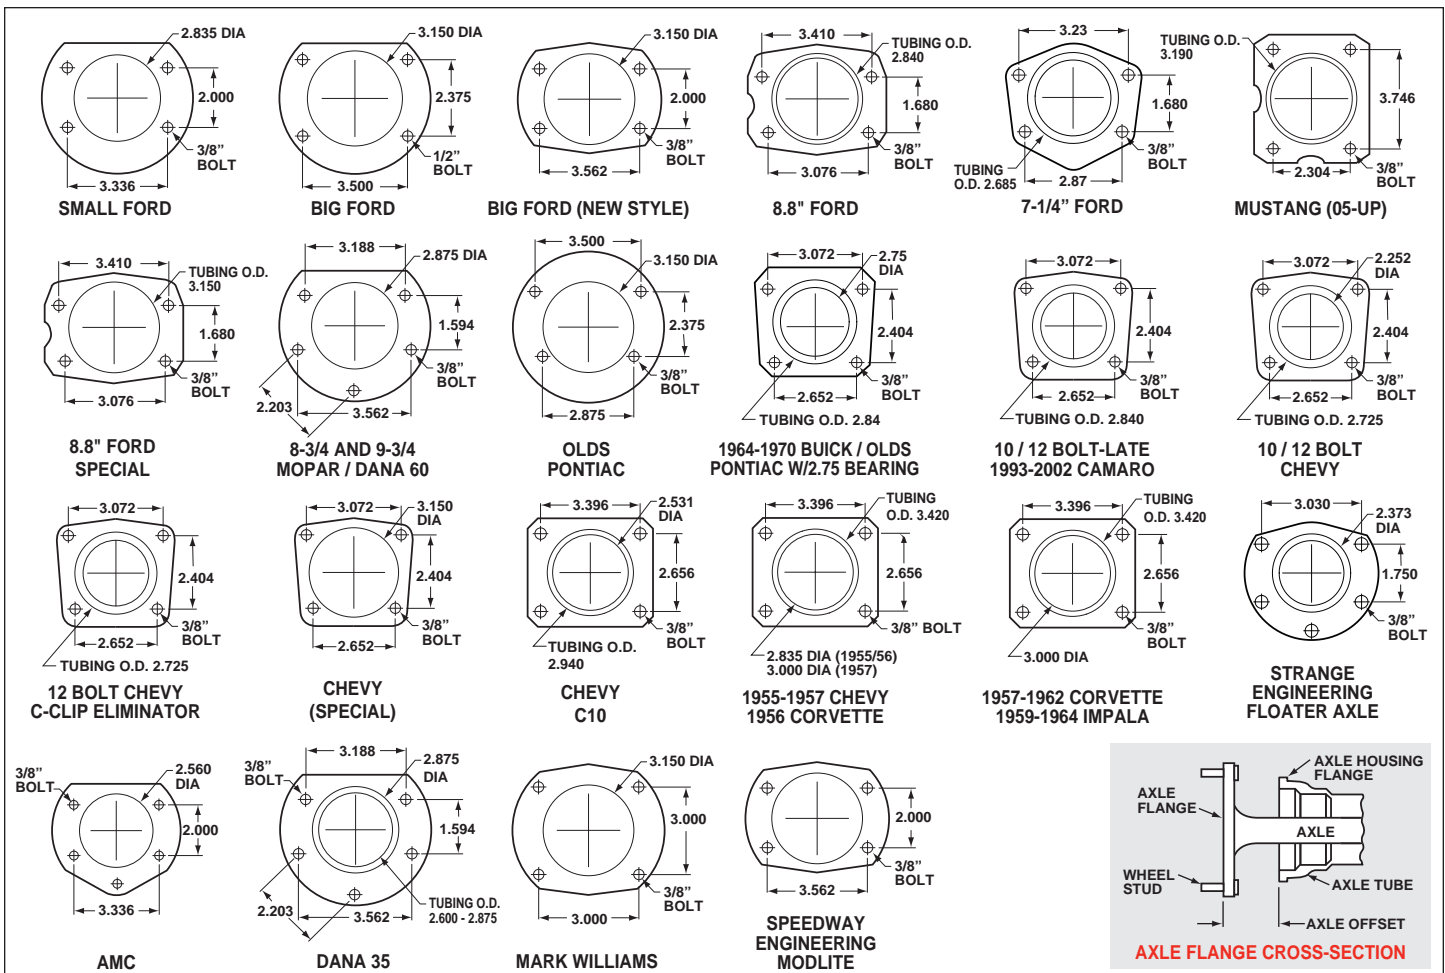 2.835 DIA
2.000
3/8”
BOLT
3.336
SMALL FORD
3.150 DIA
2.375
1/2”
BOLT
3.500
BIG FORD
3.150 DIA
2.000
3/8”
BOLT
3.562
BIG FORD (NEW STYLE)
3.410
TUBING O.D.
2.840
1.680
3/8”
BOLT
3.076
8.8" FORD
3.23
1.680
3/8”
BOLT
TUBING
O.D. 2.685
2.87
7-1/4” FORD
TUBING O.D.
3.190
3.746
3/8”
BOLT
2.304
MUSTANG (05-UP)
3.410
TUBING O.D.
3.150
1.680
3/8”
BOLT
3.076
8.8" FORD
SPECIAL
3.188
2.875 DIA
1.594
3/8”
BOLT
2.203
3.562
8-3/4 AND 9-3/4
MOPAR / DANA 60
3.500
3.150 DIA
2.375
3/8”
BOLT
2.875
OLDS
PONTIAC
3.072
2.75
DIA
2.404
3/8”
BOLT
2.652
TUBING O.D. 2.84
1964-1970 BUICK / OLDS
PONTIAC W/2.75 BEARING
3.072
2.404
3/8”
BOLT
2.652
TUBING O.D. 2.840
10 / 12 BOLT-LATE
1993-2002 CAMARO
3.072
2.252
DIA
2.404
3/8”
BOLT
2.652
TUBING O.D. 2.725
10 / 12 BOLT
CHEVY
3.072
2.404
3/8”
BOLT
2.652
TUBING O.D. 2.725
12 BOLT CHEVY
C-CLIP ELIMINATOR
3.072
3.150
DIA
2.404
3/8”
BOLT
2.652
CHEVY
(SPECIAL)
3.396
2.531
DIA
2.656
3/8”
BOLT
TUBING O.D.
2.940
CHEVY
C10
3.396
TUBING
O.D. 3.420
2.656
3/8” BOLT
2.835 DIA (1955/56)
3.000 DIA (1957)
1955-1957 CHEVY
1956 CORVETTE
3.396
TUBING
O.D. 3.420
2.656
3/8”
BOLT
3.000 DIA
1957-1962 CORVETTE
1959-1964 IMPALA
3.030
2.373
DIA
1.750
3/8”
BOLT
STRANGE
ENGINEERING
FLOATER AXLE
3/8”
BOLT
2.560
DIA
2.000
3.336
AMC
3/8”
BOLT
3.188
2.875
DIA
1.594
2.203
3.562
TUBING O.D.
2.600 - 2.875
DANA 35
3.150 DIA
3.000
3/8”
BOLT
3.000
MARK WILLIAMS
2.000
3/8”
BOLT
3.562
SPEEDWAY
ENGINEERING
MODLITE
AXLE HOUSING
FLANGE
AXLE
FLANGE
AXLE
WHEEL
STUD
AXLE TUBE
AXLE OFFSET
AXLE FLANGE CROSS-SECTION